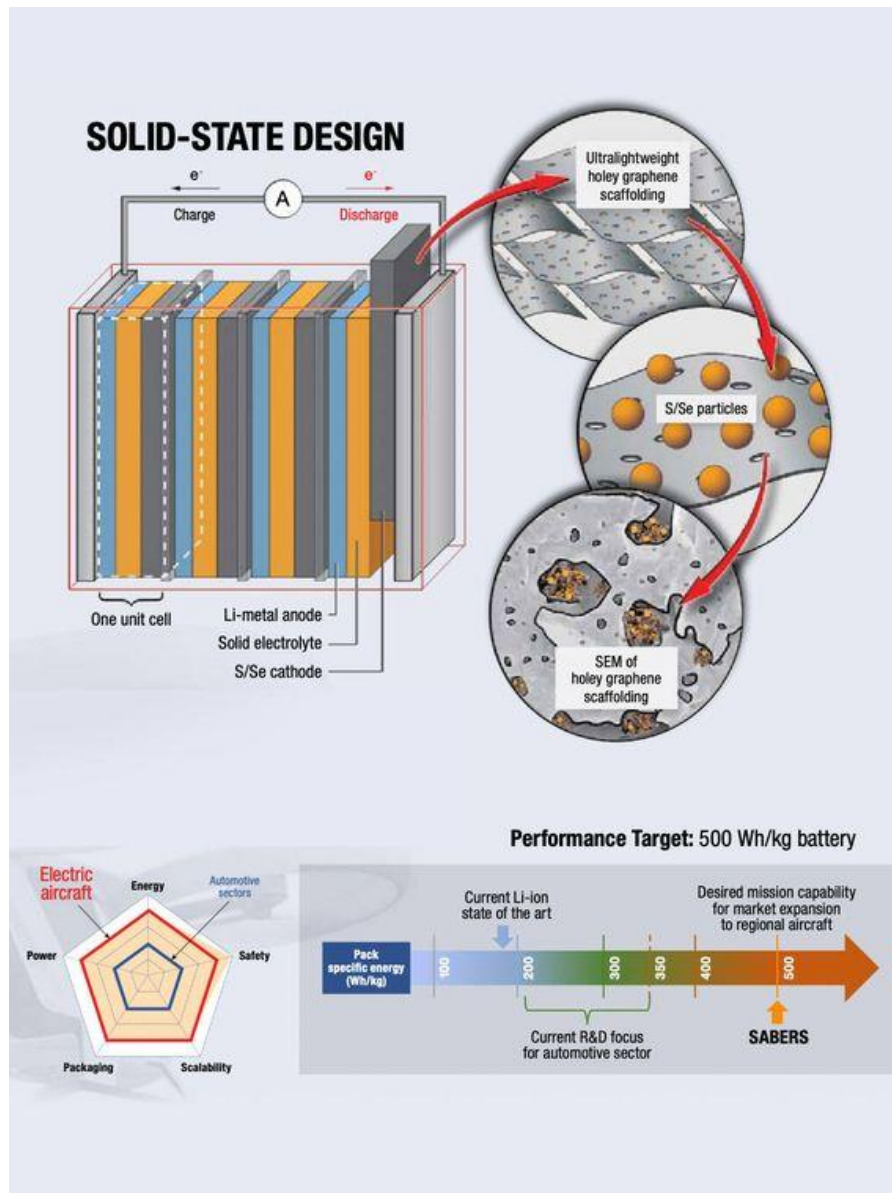 SOLID-STATE DESIGN
e-
e-
A
Charge
Discharge
Ultralightweight
holey graphene
scaffolding
S/Se particles
One unit cell
Li-metal anode
Solid electrolyte
S/Se cathode
SEM of
holey graphene
scaffolding
Performance Target: 500 Wh/kg battery
Electric
aircraft
Energy
Automotive
sectors
Power
Safety
Packaging
Scalability
Current Li-ion
state of the art
Desired mission capability
for market expansion
to regional aircraft
Pack
specific energy
(Wh/kg)
100
200
300
350
400
500
Current R&D focus
for automotive sector
SABERS